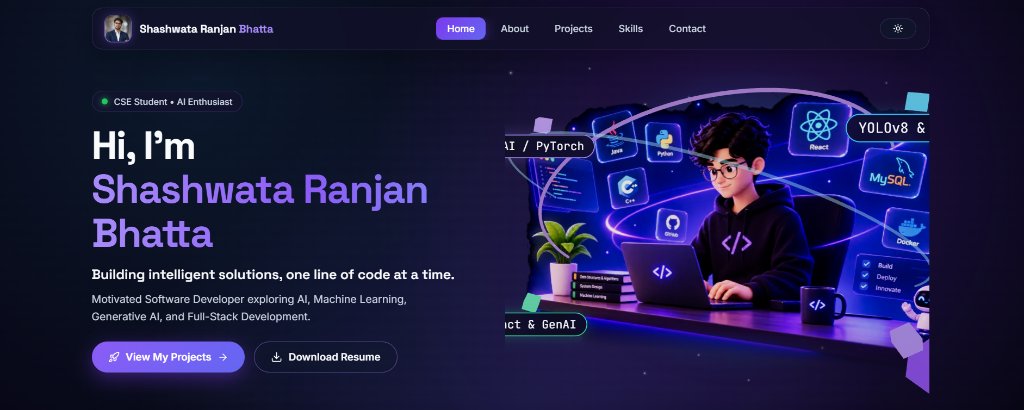 Shashwata Ranjan Bhatta
Home
About
Projects
Skills
Contact
CSE Student • AI Enthusiast
Hi, I'm
Shashwata Ranjan
Bhatta
Building intelligent solutions, one line of code at a time.
Motivated Software Developer exploring AI, Machine Learning,
Generative AI, and Full-Stack Development.
View My Projects →
Download Resume
AI / PyTorch
Java
Python
React
YOLOv8 &
C++
MySQL
GitHub
Docker
</>
</>
</>
Build
Deploy
Innovate
Data Structures & Algorithms
System Design
Machine Learning
act & GenAI